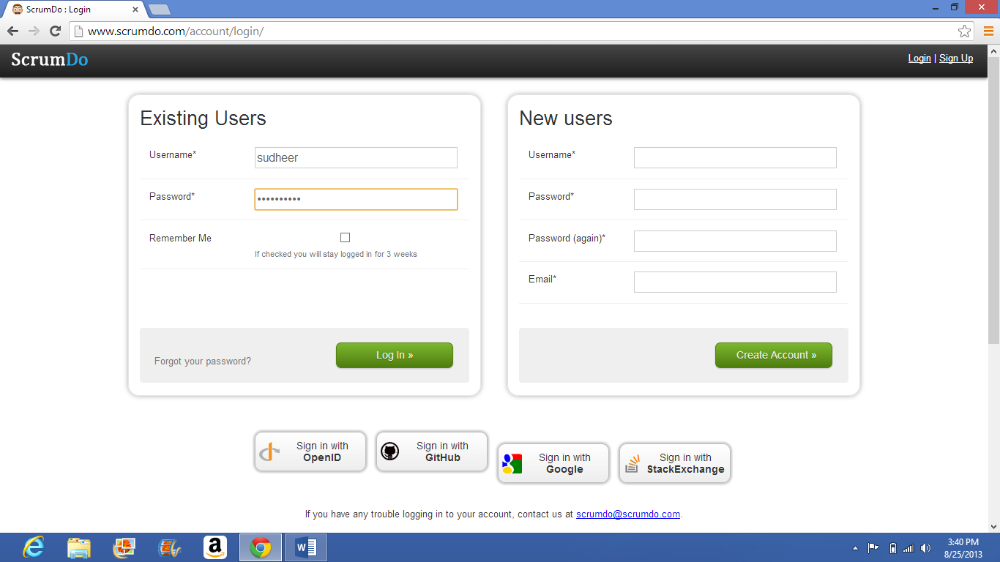 ScrumDo : Login
www.scrumdo.com/account/login/
ScrumDo
Login | Sign Up
Existing Users
Username*
sudheer
Password*
••••••••••
Remember Me
If checked you will stay logged in for 3 weeks
Forgot your password?
Log In »
New users
Username*
Password*
Password (again)*
Email*
Create Account »
Sign in with
OpenID
Sign in with
GitHub
Sign in with
Google
Sign in with
StackExchange
If you have any trouble logging in to your account, contact us at scrumdo@scrumdo.com.
3:40 PM
8/25/2013